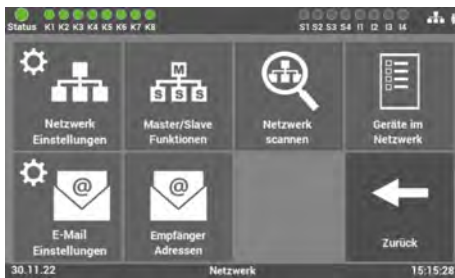 Status K1 K2 K3 K4 K5 K6 K7 K8 S1 S2 S3 S4 I1 I2 I3 I4
M
S S S
Netzwerk Einstellungen
Master/Slave Funktionen
Netzwerk scannen
Geräte im Netzwerk
@
@
E-Mail Einstellungen
Empfänger Adressen
Zurück
30.11.22 Netzwerk 15:15:28